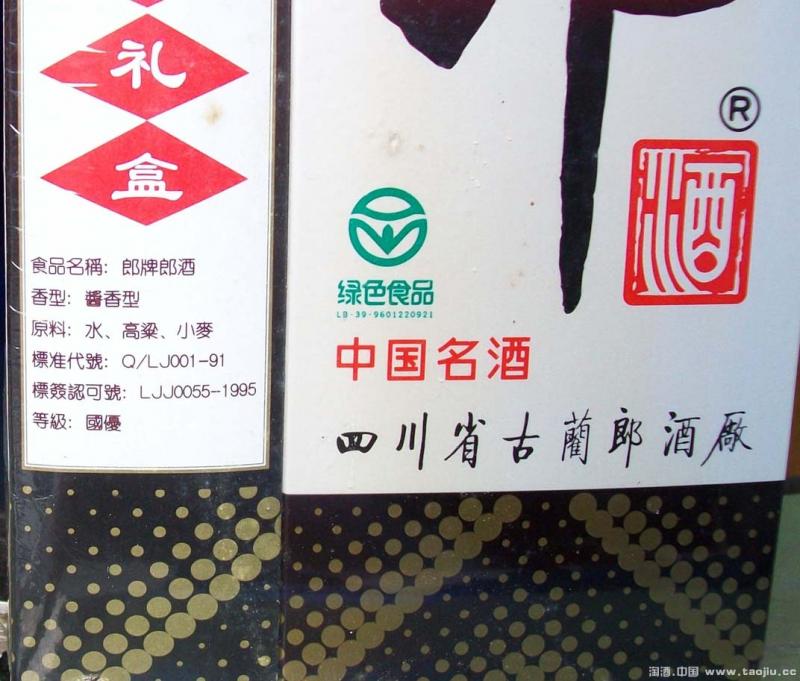 礼
盒
食品名稱: 郎牌郎酒
香型: 醬香型
原料: 水、高粱、小麥
標准代號: Q/LJ001-91
標簽認可號: LJJ0055-1995
等級: 國優
®
酒
绿色食品
LB-39-9601220921
中国名酒
四川省古藺郎酒厰
淘酒.中国 www.taojiu.cc